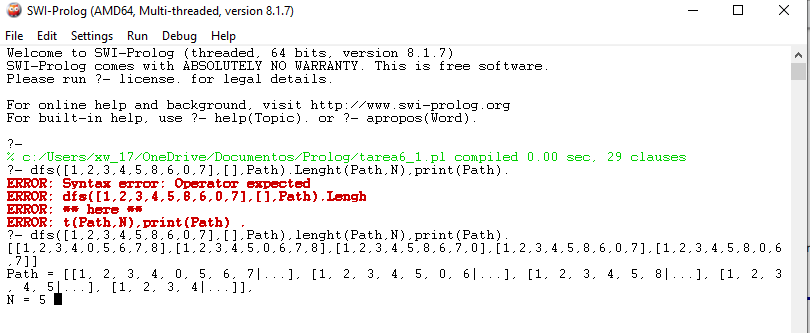 SWI-Prolog (AMD64, Multi-threaded, version 8.1.7)
File Edit Settings Run Debug Help
Welcome to SWI-Prolog (threaded, 64 bits, version 8.1.7)
SWI-Prolog comes with ABSOLUTELY NO WARRANTY. This is free software.
Please run ?- license. for legal details.
For online help and background, visit http://www.swi-prolog.org
For built-in help, use ?- help(Topic). or ?- apropos(Word).
?-
% c:/Users/xw_17/OneDrive/Documentos/Prolog/tarea6_1.pl compiled 0.00 sec, 29 clauses
?- dfs([1,2,3,4,5,8,6,0,7],[],Path).Lenght(Path,N),print(Path).
ERROR: Syntax error: Operator expected
ERROR: dfs([1,2,3,4,5,8,6,0,7],[],Path).Lengh
ERROR: ** here **
ERROR: t(Path,N),print(Path) .
?- dfs([1,2,3,4,5,8,6,0,7],[],Path),lenght(Path,N),print(Path).
[[1,2,3,4,0,5,6,7,8],[1,2,3,4,5,0,6,7,8],[1,2,3,4,5,8,6,7,0],[1,2,3,4,5,8,6,0,7],[1,2,3,4,5,8,0,6
,7]]
Path = [[1, 2, 3, 4, 0, 5, 6, 7|...], [1, 2, 3, 4, 5, 0, 6|...], [1, 2, 3, 4, 5, 8|...], [1, 2, 3
, 4, 5|...], [1, 2, 3, 4|...]],
N = 5